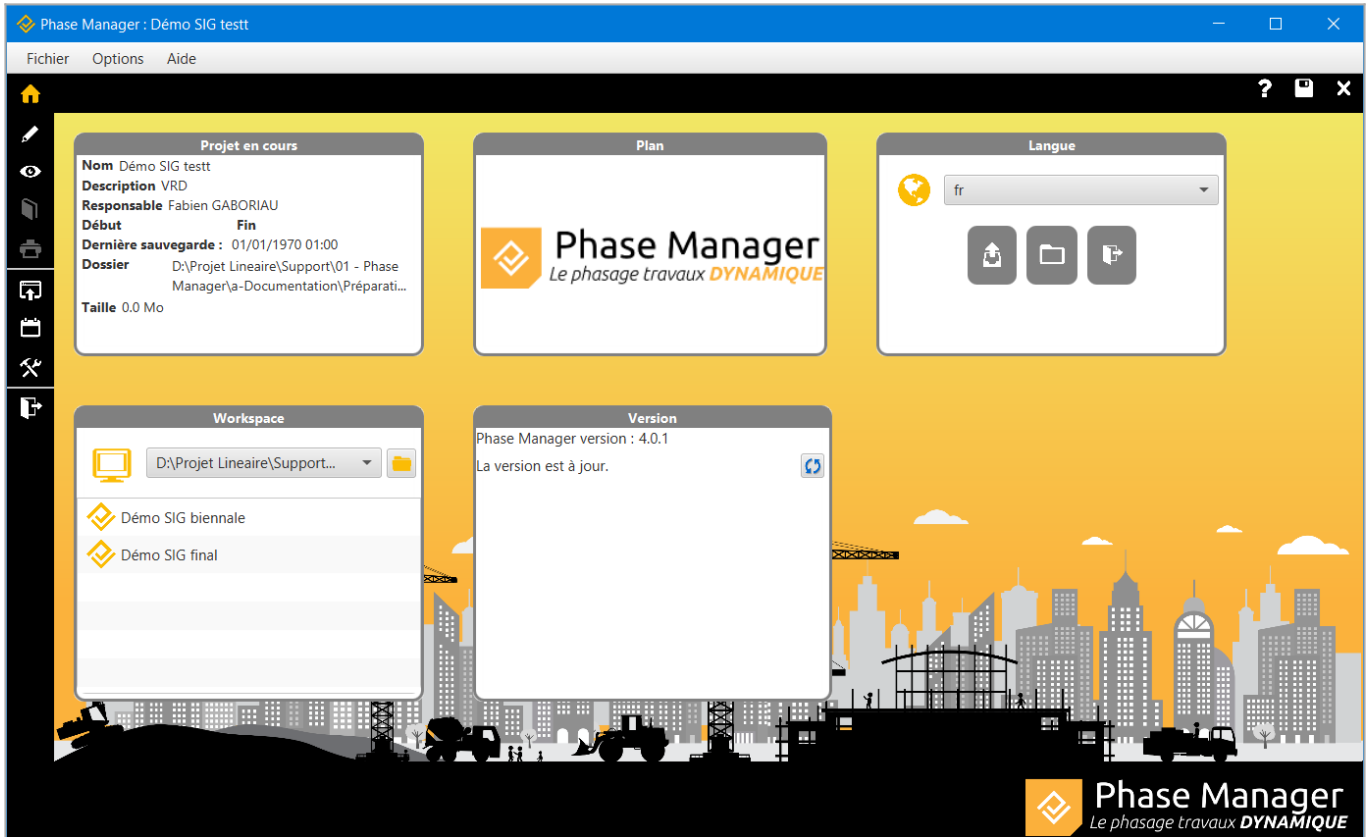 Phase Manager : Démo SIG testt
Fichier Options Aide
Projet en cours
Nom Démo SIG testt
Description VRD
Responsable Fabien GABORIAU
Début Fin
Dernière sauvegarde : 01/01/1970 01:00
Dossier D:\Projet Lineaire\Support\01 - Phase
Manager\a-Documentation\Préparati...
Taille 0.0 Mo
Plan
Phase Manager
Le phasage travaux DYNAMIQUE
Langue
fr
Workspace
D:\Projet Lineaire\Support...
Démo SIG biennale
Démo SIG final
Version
Phase Manager version : 4.0.1
La version est à jour.
Phase Manager
Le phasage travaux DYNAMIQUE